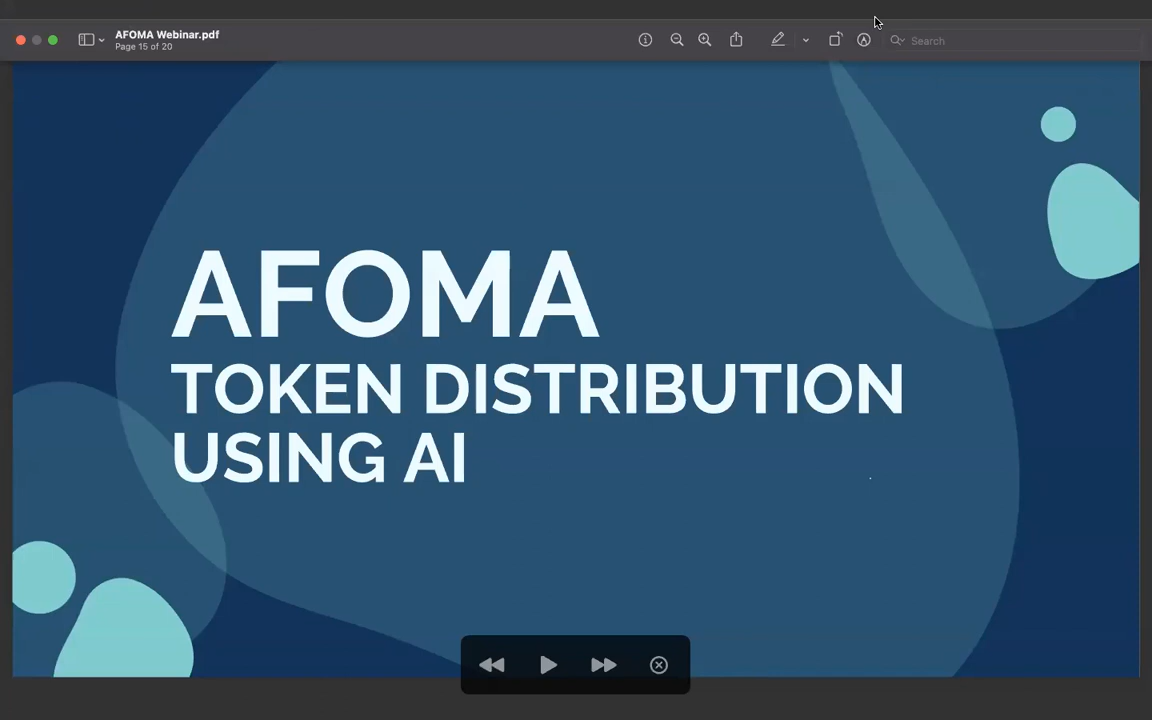 AFOMA Webinar.pdf
Page 15 of 20
Search
AFOMA
TOKEN DISTRIBUTION
USING AI